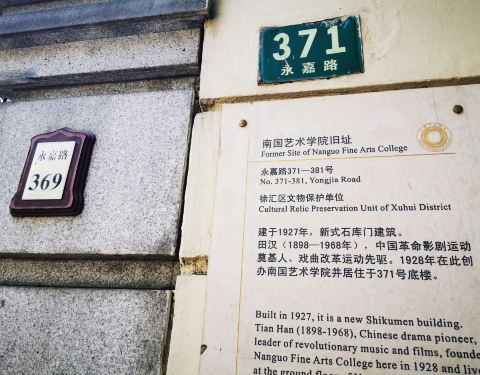 371
永嘉路
永嘉路
369
南国艺术学院旧址
Former Site of Nanguo Fine Arts College
永嘉路371—381号
No. 371-381, Yongjia Road
徐汇区文物保护单位
Cultural Relic Preservation Unit of Xuhui District
建于1927年，新式石库门建筑。
田汉（1898—1968年），中国革命影剧运动
奠基人、戏曲改革运动先驱。1928年在此创
办南国艺术学院并居住于371号底楼。
Built in 1927, it is a new Shikumen building.
Tian Han (1898-1968), Chinese drama pioneer,
leader of revolutionary music and films, founde
Nanguo Fine Arts College here in 1928 and live
at the ground floor of